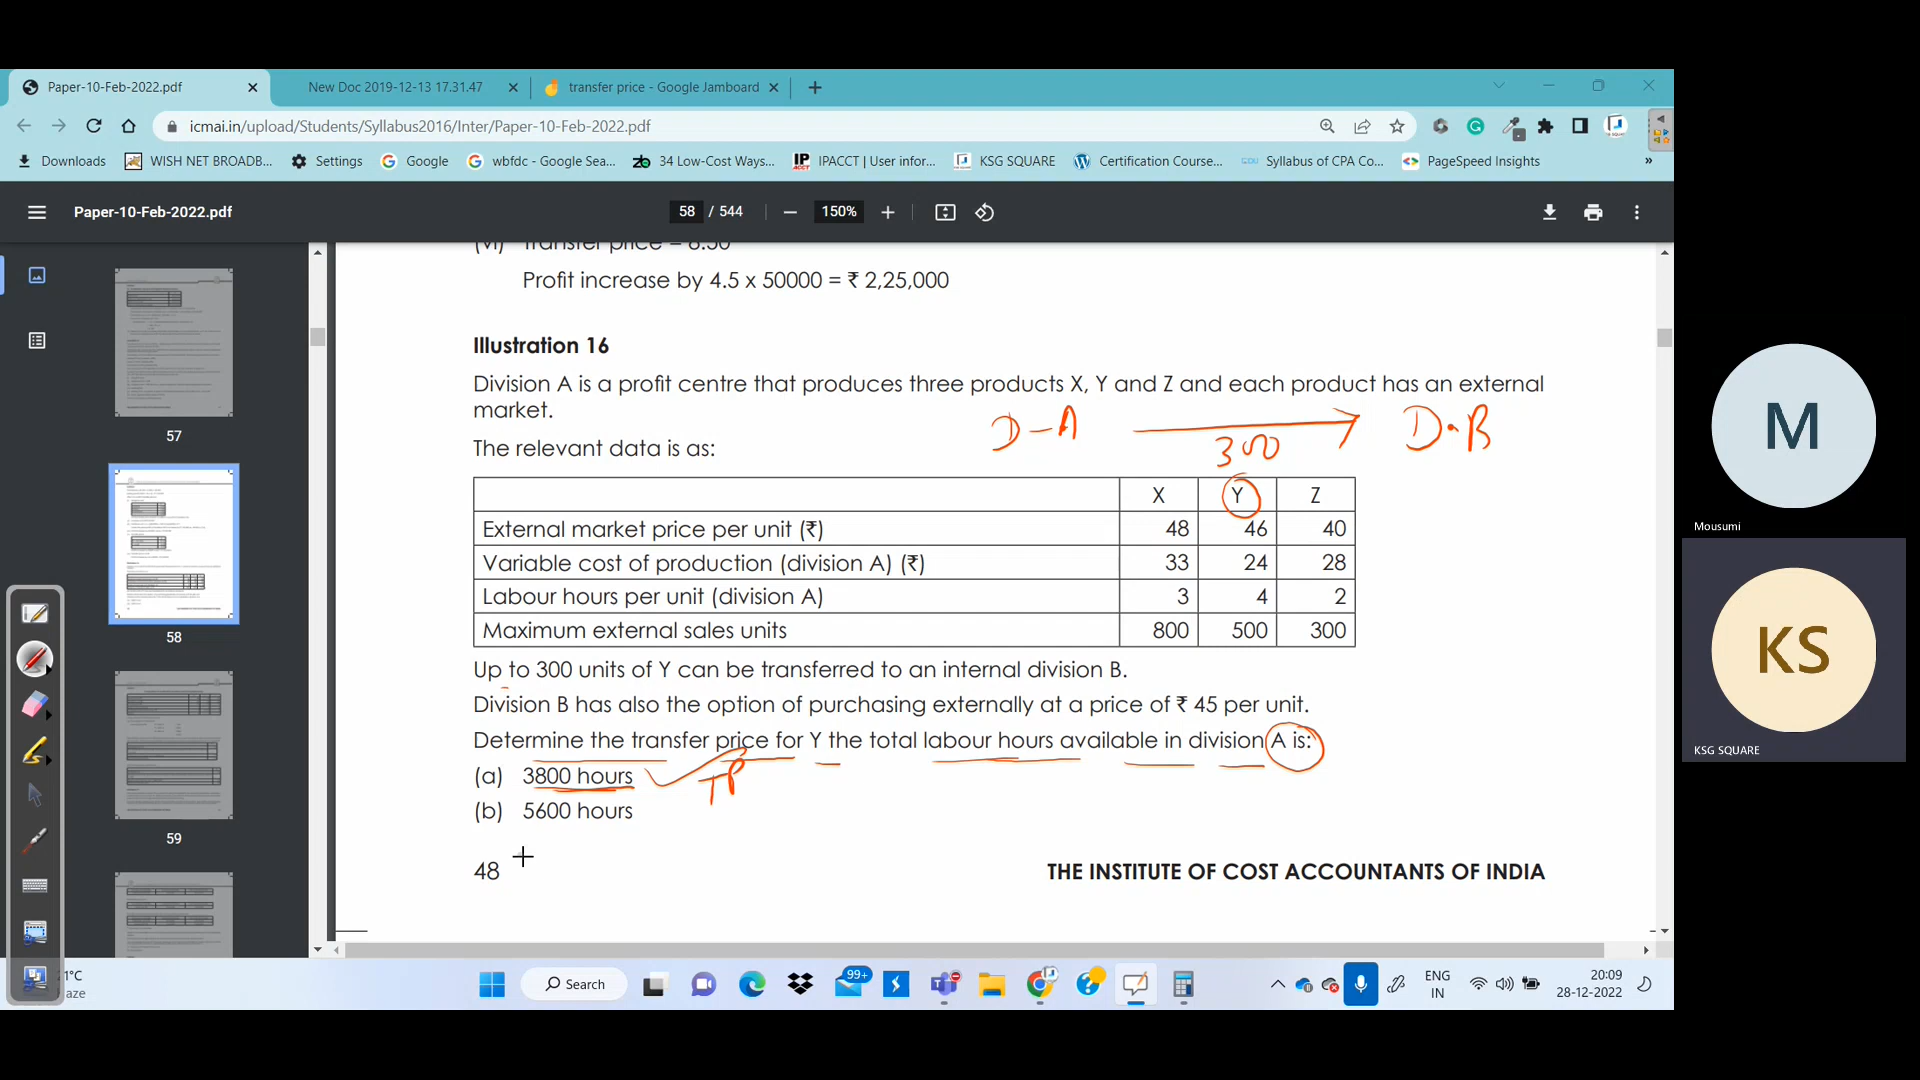 Paper-10-Feb-2022.pdf
New Doc 2019-12-13 17.31.47
transfer price - Google Jamboard
icmai.in/upload/Students/Syllabus2016/Inter/Paper-10-Feb-2022.pdf
Downloads
WISH NET BROADB...
Settings
Google
wbfdc - Google Sea...
34 Low-Cost Ways...
IPACCT | User infor...
KSG SQUARE
Certification Course...
Syllabus of CPA Co...
PageSpeed Insights
Paper-10-Feb-2022.pdf
58 / 544
150%
57
58
59
(vi) Transfer price = 8.50
Profit increase by 4.5 x 50000 = ₹ 2,25,000
Illustration 16
Division A is a profit centre that produces three products X, Y and Z and each product has an external
market.
D-A
300
D-B
The relevant data is as:
X Y Z
External market price per unit (₹) 48 46 40
Variable cost of production (division A) (₹) 33 24 28
Labour hours per unit (division A) 3 4 2
Maximum external sales units 800 500 300
Up to 300 units of Y can be transferred to an internal division B.
Division B has also the option of purchasing externally at a price of ₹ 45 per unit.
Determine the transfer price for Y the total labour hours available in division A is:
(a) 3800 hours
TP
(b) 5600 hours
48
THE INSTITUTE OF COST ACCOUNTANTS OF INDIA
M
Mousumi
KS
KSG SQUARE
Search
99+
ENG
IN
20:09
28-12-2022